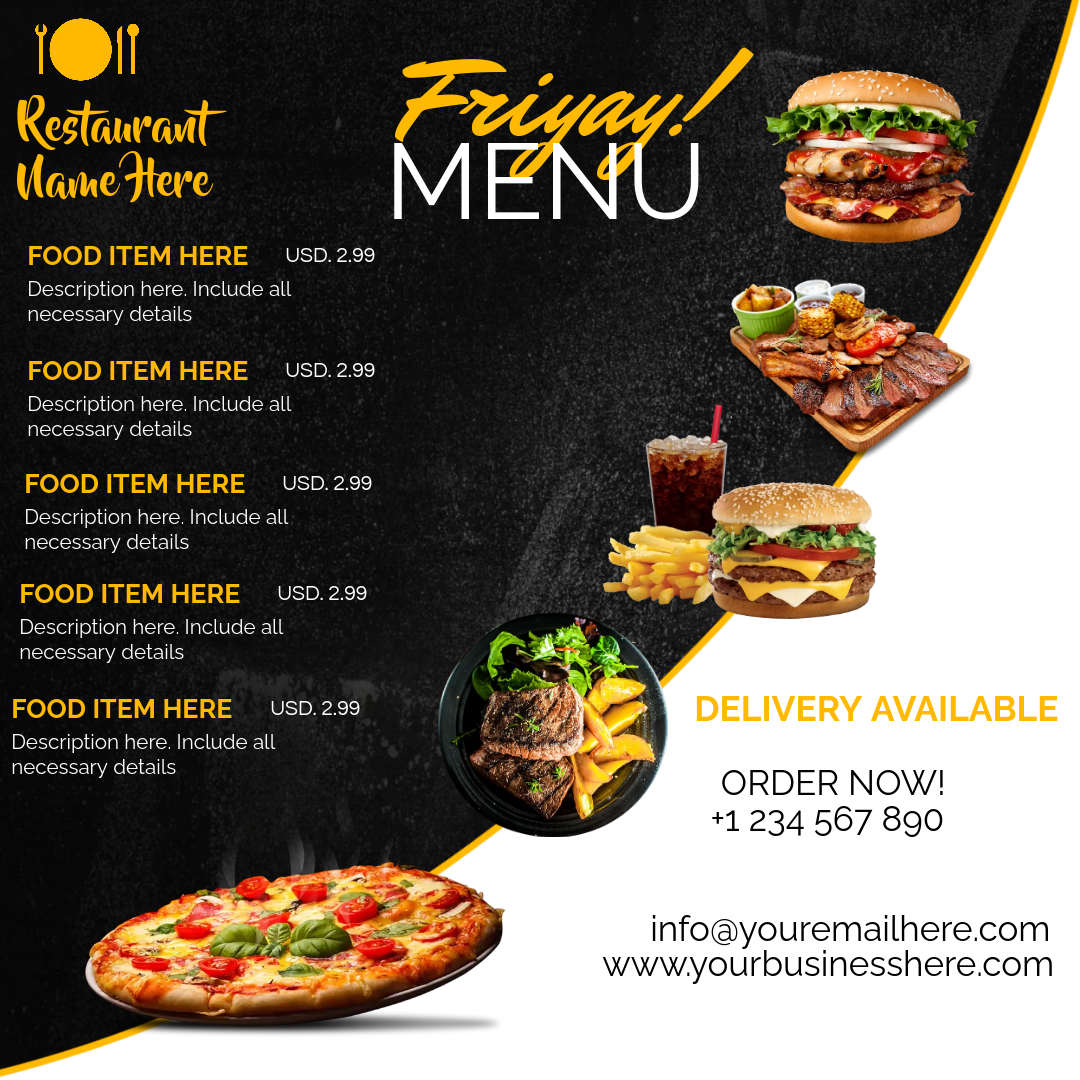 Restaurant
Name Here
Friyay!
MENU
FOOD ITEM HERE USD. 2.99
Description here. Include all
necessary details
FOOD ITEM HERE USD. 2.99
Description here. Include all
necessary details
FOOD ITEM HERE USD. 2.99
Description here. Include all
necessary details
FOOD ITEM HERE USD. 2.99
Description here. Include all
necessary details
FOOD ITEM HERE USD. 2.99
Description here. Include all
necessary details
DELIVERY AVAILABLE
ORDER NOW!
+1 234 567 890
info@youremailhere.com
www.yourbusinesshere.com